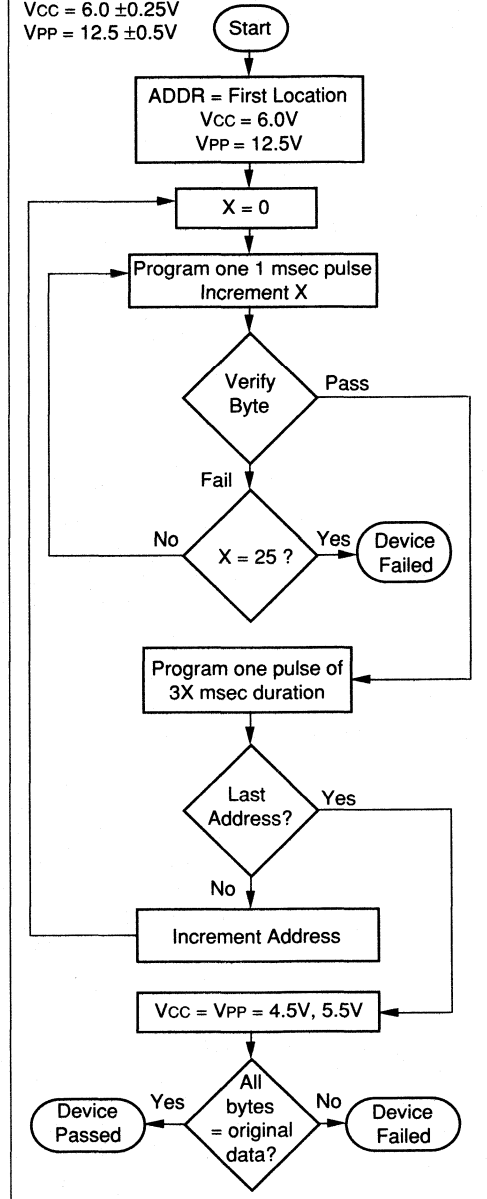 VCC = 6.0 ±0.25V
VPP = 12.5 ±0.5V
Start
ADDR = First Location
VCC = 6.0V
VPP = 12.5V
X = 0
Program one 1 msec pulse
Increment X
Verify
Byte
Pass
Fail
X = 25 ?
No
Yes
Device
Failed
Program one pulse of
3X msec duration
Last
Address?
Yes
No
Increment Address
VCC = VPP = 4.5V, 5.5V
All
bytes
= original
data?
Yes
No
Device
Passed
Device
Failed